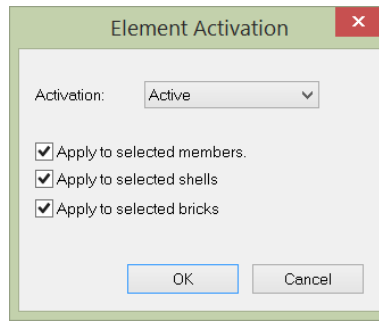 Element Activation
Activation: Active
Apply to selected members.
Apply to selected shells
Apply to selected bricks
OK Cancel